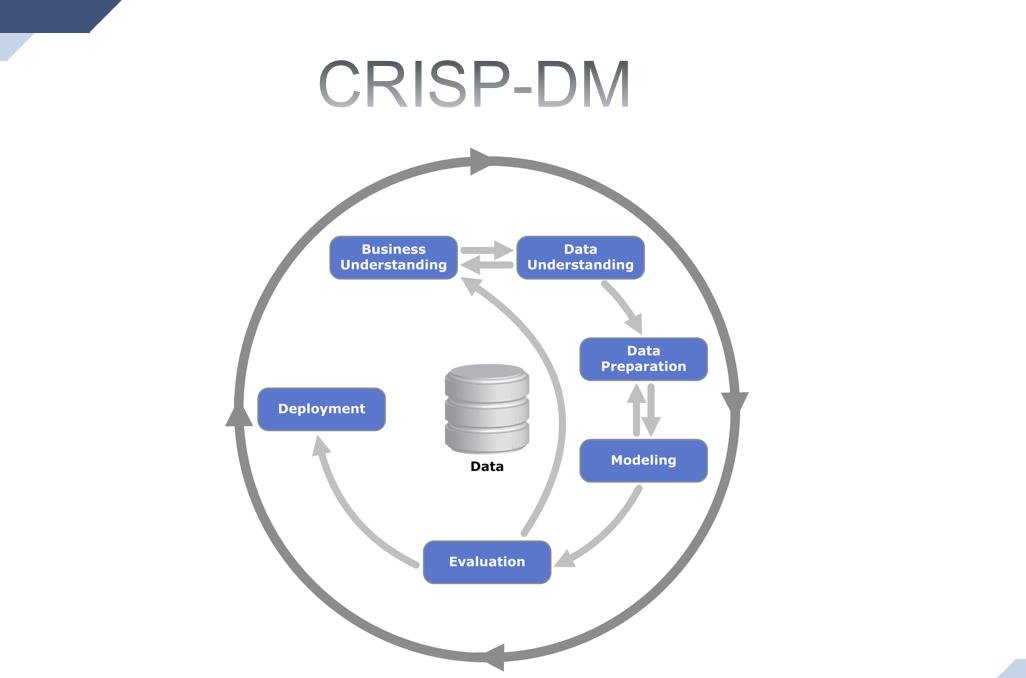 CRISP-DM
Business
Understanding
Data
Understanding
Data
Preparation
Deployment
Modeling
Data
Evaluation